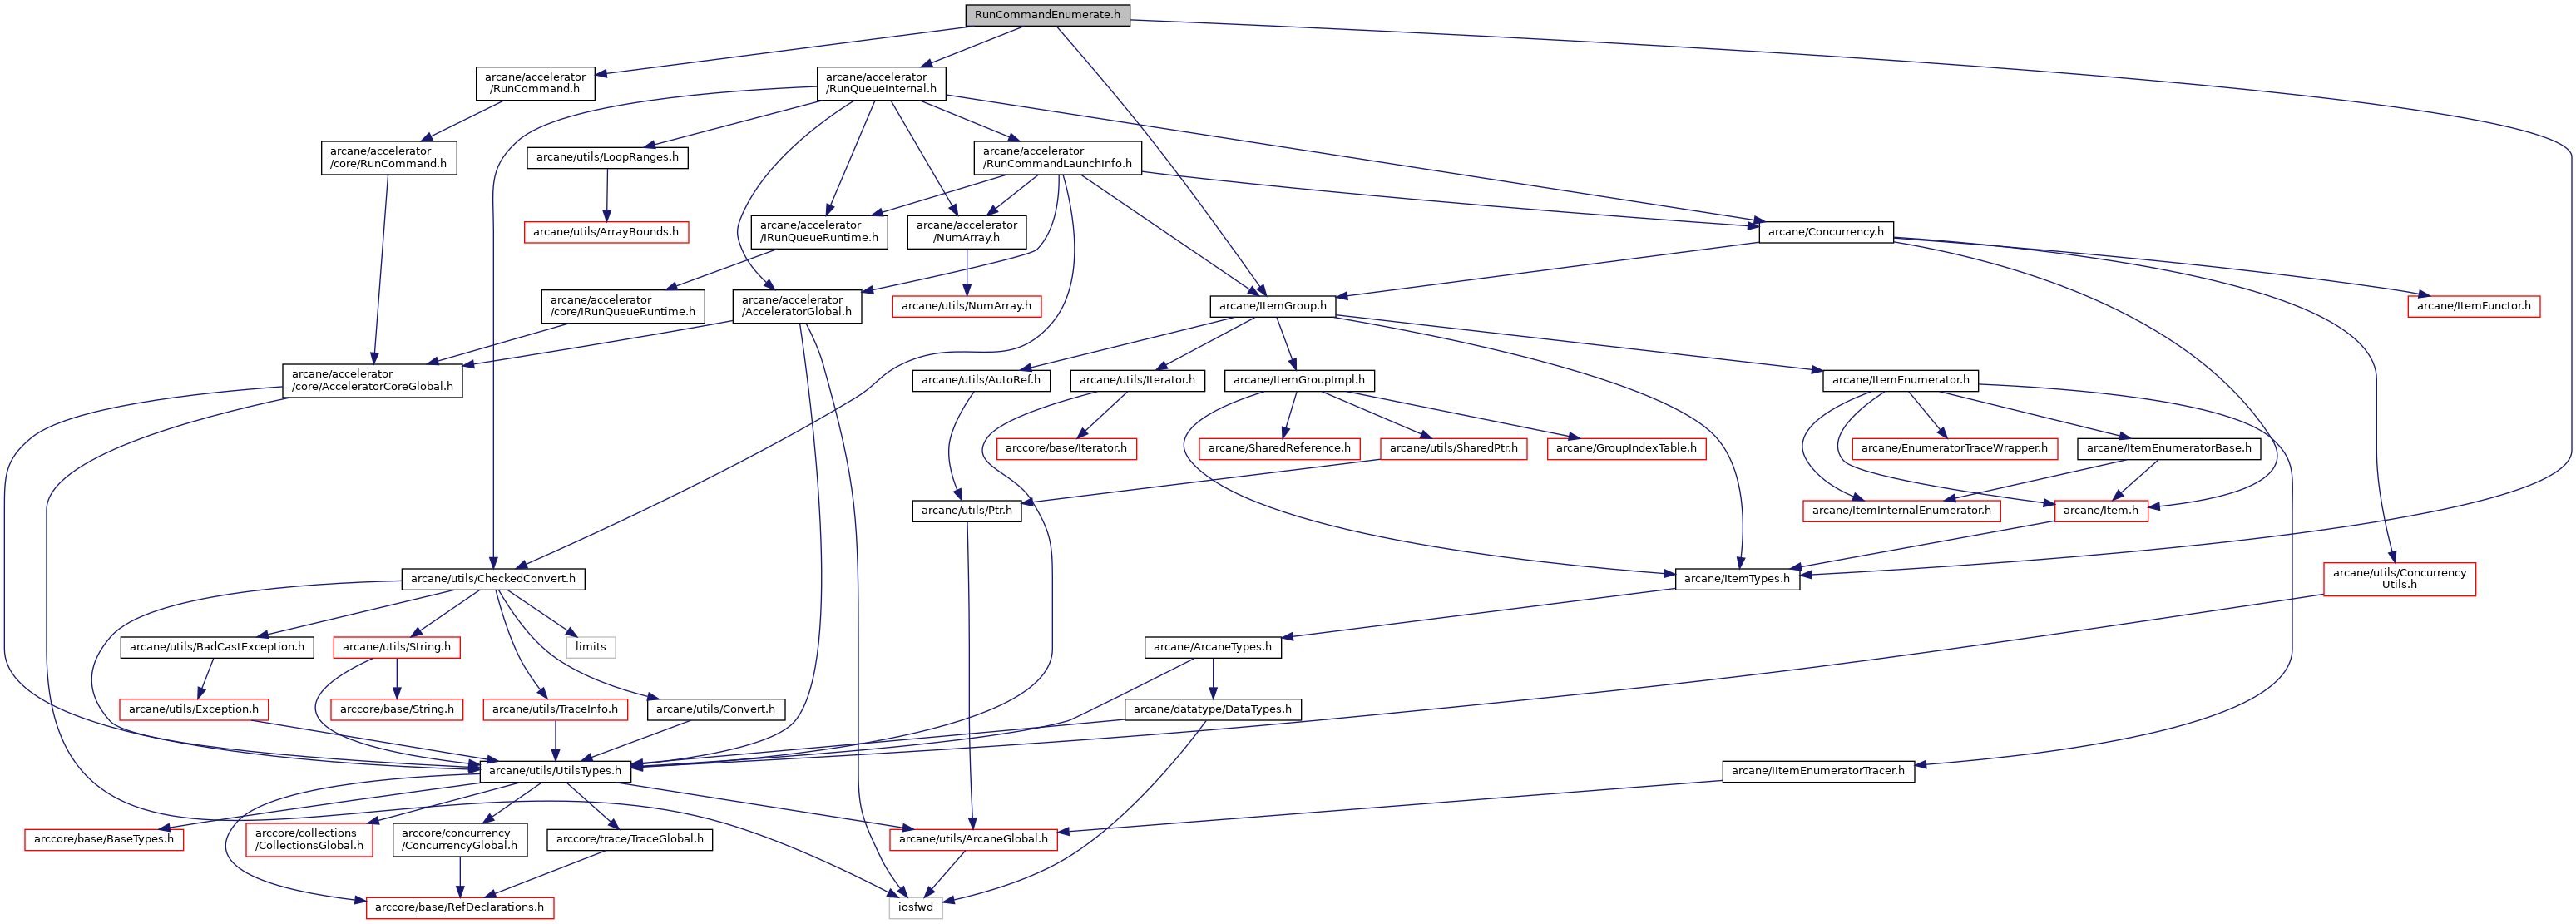 RunCommandEnumerate.h
arcane/accelerator
/RunCommand.h
arcane/accelerator
/RunQueueInternal.h
arcane/accelerator
/core/RunCommand.h
arcane/utils/LoopRanges.h
arcane/accelerator
/RunCommandLaunchInfo.h
arcane/utils/ArrayBounds.h
arcane/accelerator
/IRunQueueRuntime.h
arcane/accelerator
/NumArray.h
arcane/Concurrency.h
arcane/accelerator
/core/IRunQueueRuntime.h
arcane/accelerator
/AcceleratorGlobal.h
arcane/utils/NumArray.h
arcane/ItemGroup.h
arcane/ItemFunctor.h
arcane/accelerator
/core/AcceleratorCoreGlobal.h
arcane/utils/AutoRef.h
arcane/utils/Iterator.h
arcane/ItemGroupImpl.h
arcane/ItemEnumerator.h
arccore/base/Iterator.h
arcane/SharedReference.h
arcane/utils/SharedPtr.h
arcane/GroupIndexTable.h
arcane/EnumeratorTraceWrapper.h
arcane/ItemEnumeratorBase.h
arcane/utils/Ptr.h
arcane/ItemInternalEnumerator.h
arcane/Item.h
arcane/utils/CheckedConvert.h
arcane/ItemTypes.h
arcane/utils/Concurrency
Utils.h
arcane/utils/BadCastException.h
arcane/utils/String.h
limits
arcane/ArcaneTypes.h
arcane/utils/Exception.h
arccore/base/String.h
arcane/utils/TraceInfo.h
arcane/utils/Convert.h
arcane/datatype/DataTypes.h
arcane/utils/UtilsTypes.h
arcane/IItemEnumeratorTracer.h
arccore/base/BaseTypes.h
arccore/collections
/CollectionsGlobal.h
arccore/concurrency
/ConcurrencyGlobal.h
arccore/trace/TraceGlobal.h
arcane/utils/ArcaneGlobal.h
arccore/base/RefDeclarations.h
iosfwd